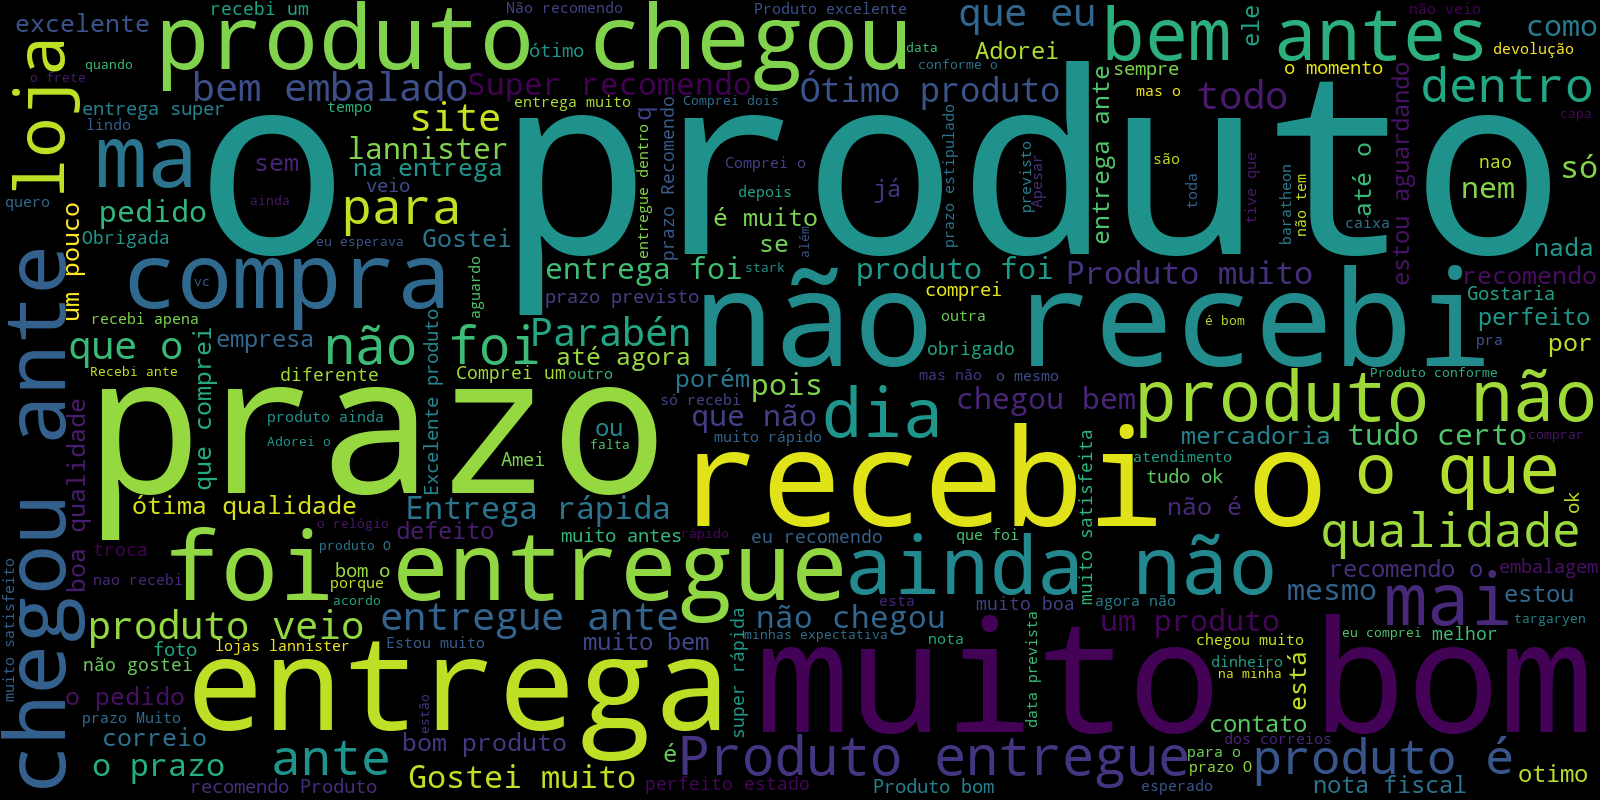 recebi um
Não recomendo
Produto excelente
que eu
não veio
excelente
produto chegou
bem antes
ele
como
ótimo
data
Adorei
devolução
loja
quando
o frete
conforme o
sempre
o momento
bem embalado
Super recomendo
Ótimo produto
mas o
todo
dentro
entrega super
tempo
entrega muito
Comprei dois
q
lindo
site
lannister
ma
o produto
sem
na entrega
Comprei o
são
já
nao
só
capa
veio
depois
nem
quero
ainda
pedido
para
é muito
Obrigada
eu esperava
Gostei
se
além
caixa
nada
entregue dentro
prazo Recomendo
prazo estipulado
previsto
Apesar
entrega ante
toda
tive que
baratheon
não tem
até o
estou aguardando
um pouco
compra
vc
aguardo
entrega foi
stark
produto foi
Produto muito
recomendo
prazo previsto
não recebi
comprei
Gostaria
recebi apena
outra
é bom
perfeito
empresa
não foi
Parabén
que o
até agora
obrigado
pra
por
Recebi ante
diferente
Comprei um
outro
porém
pois
mas não
o mesmo
Produto conforme
que comprei
Excelente produto
prazo
só recebi
dia
chegou bem
produto não
produto ainda
que não
ou
Adorei o
falta
muito rápido
mercadoria
tudo certo
comprar
Amei
recebi o
atendimento
tudo ok
o que
chegou ante
boa qualidade
ótima qualidade
Entrega rápida
não é
ok
muito satisfeita
o relógio
defeito
muito antes
rápido
eu recomendo
que foi
qualidade
troca
produto O
foi entregue
ainda não
nao recebi
bom o
porque
recomendo o
embalagem
acordo
esta
muito boa
agora não
mesmo
mai
estou
muito satisfeito
produto veio
entregue ante
não chegou
um produto
targaryen
foto
lojas lannister
Estou muito
muito bem
minhas expectativa
nota
chegou muito
eu comprei
melhor
não gostei
entrega
super rápida
muito bom
data prevista
dinheiro
na minha
está
o pedido
prazo Muito
estão
contato
correio
bom produto
é
Produto entregue
para o
dos correios
produto é
o prazo
ante
Gostei muito
prazo O
otimo
recomendo Produto
perfeito estado
Produto bom
esperado
nota fiscal